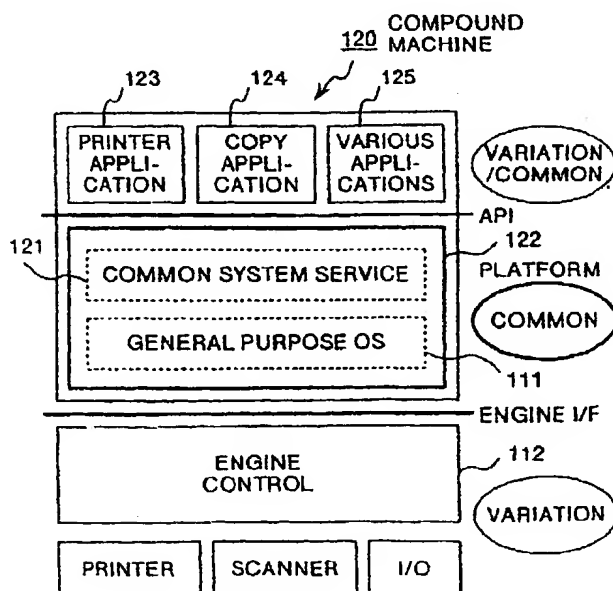 COMPOUND
120 MACHINE
123 124 125
PRINTER
APPLI-
CATION
COPY
APPLI-
CATION
VARIOUS
APPLI-
CATIONS
VARIATION
/COMMON
API
121
122
COMMON SYSTEM SERVICE
PLATFORM
GENERAL PURPOSE OS
COMMON
111
ENGINE I/F
ENGINE
CONTROL
112
VARIATION
PRINTER
SCANNER
I/O